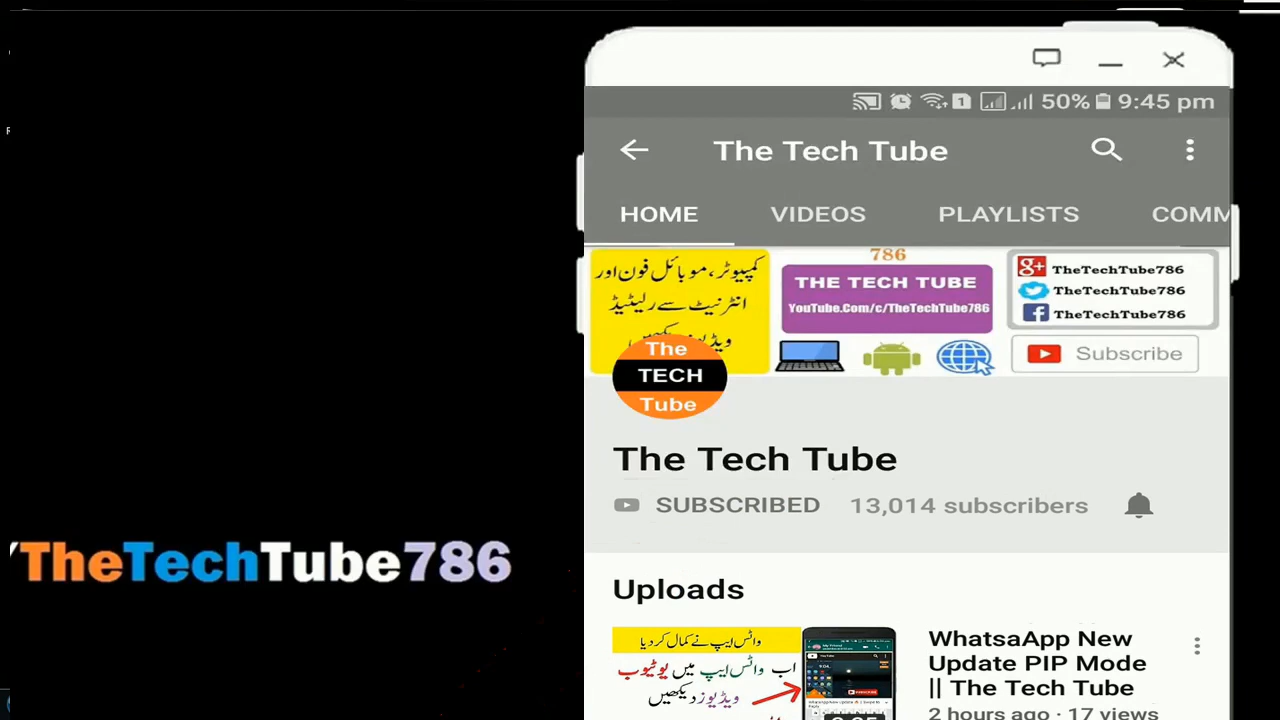 50% 9:45 pm
The Tech Tube
HOME VIDEOS PLAYLISTS COMM
کمپیوٹر، موبائل فون اور
انٹرنیٹ سے ریلیٹیڈ
786
THE TECH TUBE
YouTube.Com/c/TheTechTube786
TheTechTube786
TheTechTube786
TheTechTube786
Subscribe
The
TECH
Tube
The Tech Tube
SUBSCRIBED 13,014 subscribers
/TheTechTube786
Uploads
واٹس ایپ نے کمال کر دیا
اب واٹس ایپ میں یوٹیوب
ویڈیوز دیکھیں
WhatsaApp New
Update PIP Mode
|| The Tech Tube
2 hours ago · 17 views